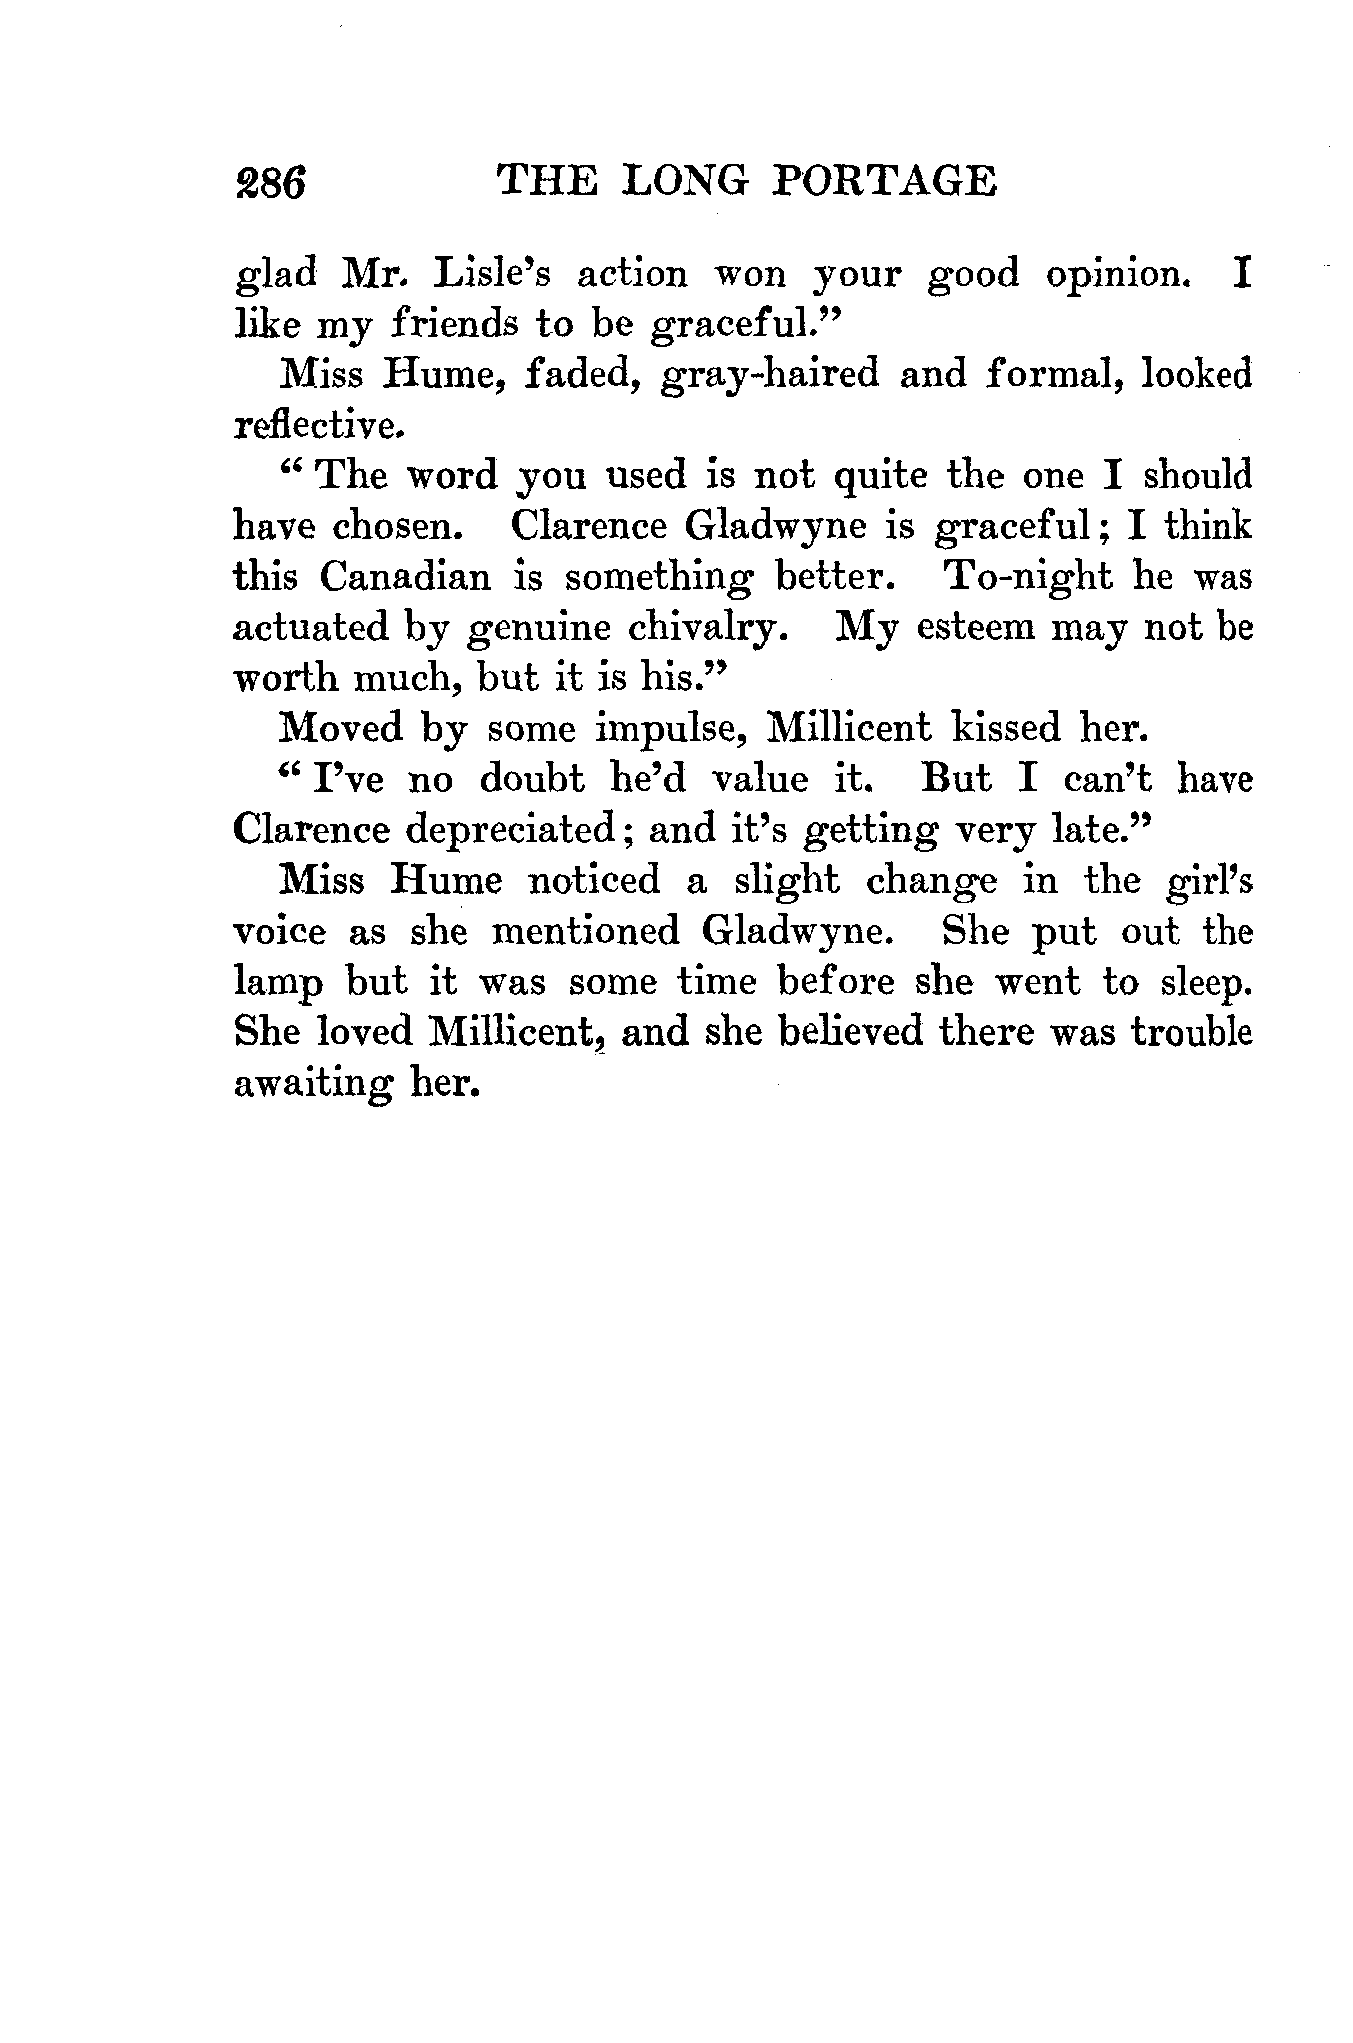 286 THE LONG PORTAGE
glad Mr. Lisle's action won your good opinion. I
like my friends to be graceful."
Miss Hume, faded, gray-haired and formal, looked
reflective.
" The word you used is not quite the one I should
have chosen. Clarence Gladwyne is graceful; I think
this Canadian is something better. To-night he was
actuated by genuine chivalry. My esteem may not be
worth much, but it is his."
Moved by some impulse, Millicent kissed her.
" I've no doubt he'd value it. But I can't have
Clarence depreciated; and it's getting very late."
Miss Hume noticed a slight change in the girl's
voice as she mentioned Gladwyne. She put out the
lamp but it was some time before she went to sleep.
She loved Millicent, and she believed there was trouble
awaiting her.